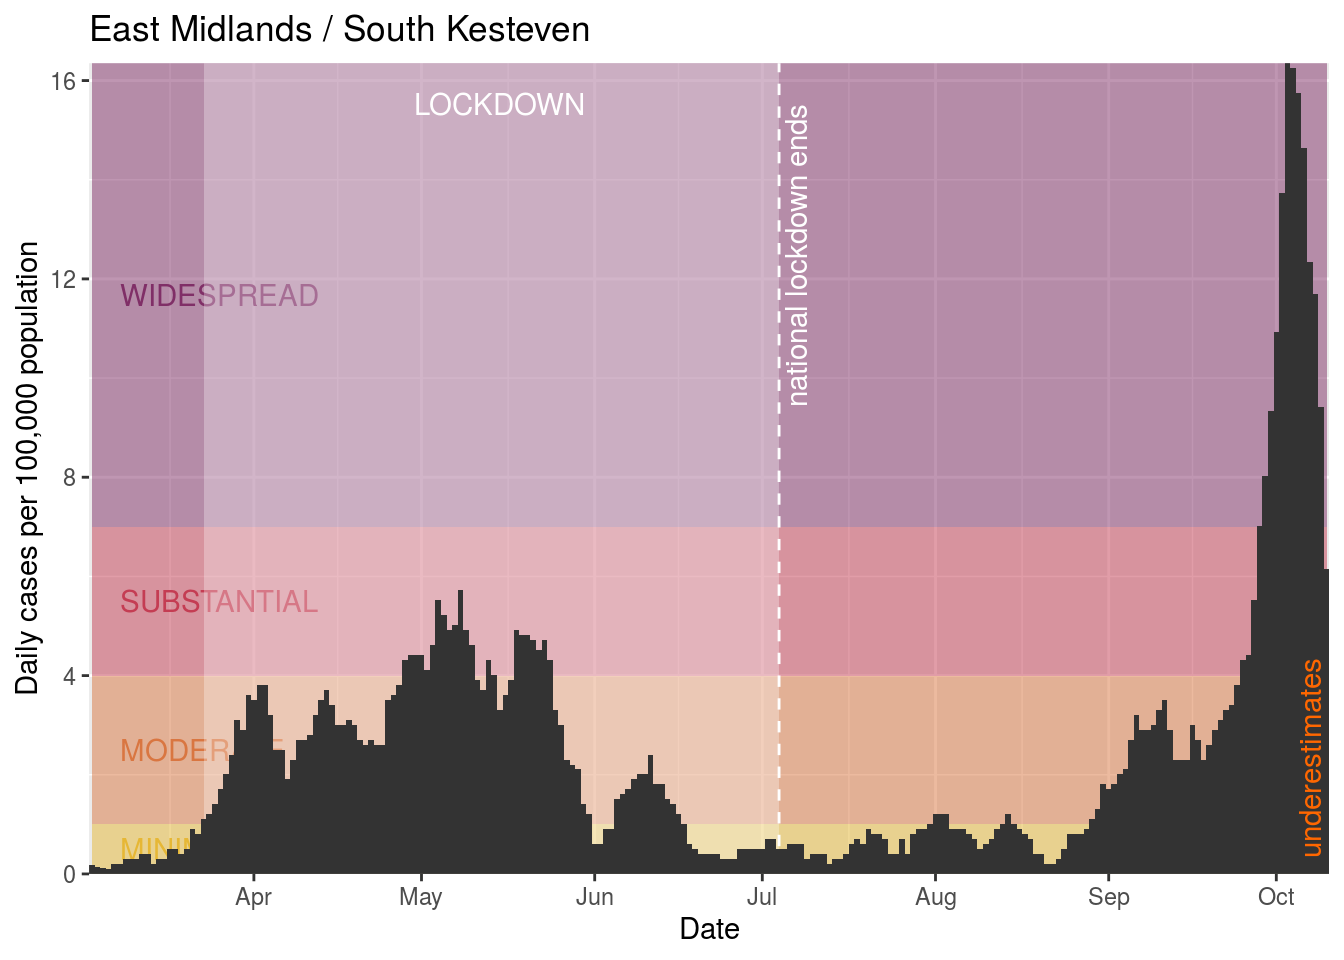 East Midlands / South Kesteven
Daily cases per 100,000 population
16
12
8
4
0
LOCKDOWN
national lockdown ends
WIDESPREAD
SUBSTANTIAL
underestimates
Apr
May
Jun
Jul
Aug
Sep
Oct
Date